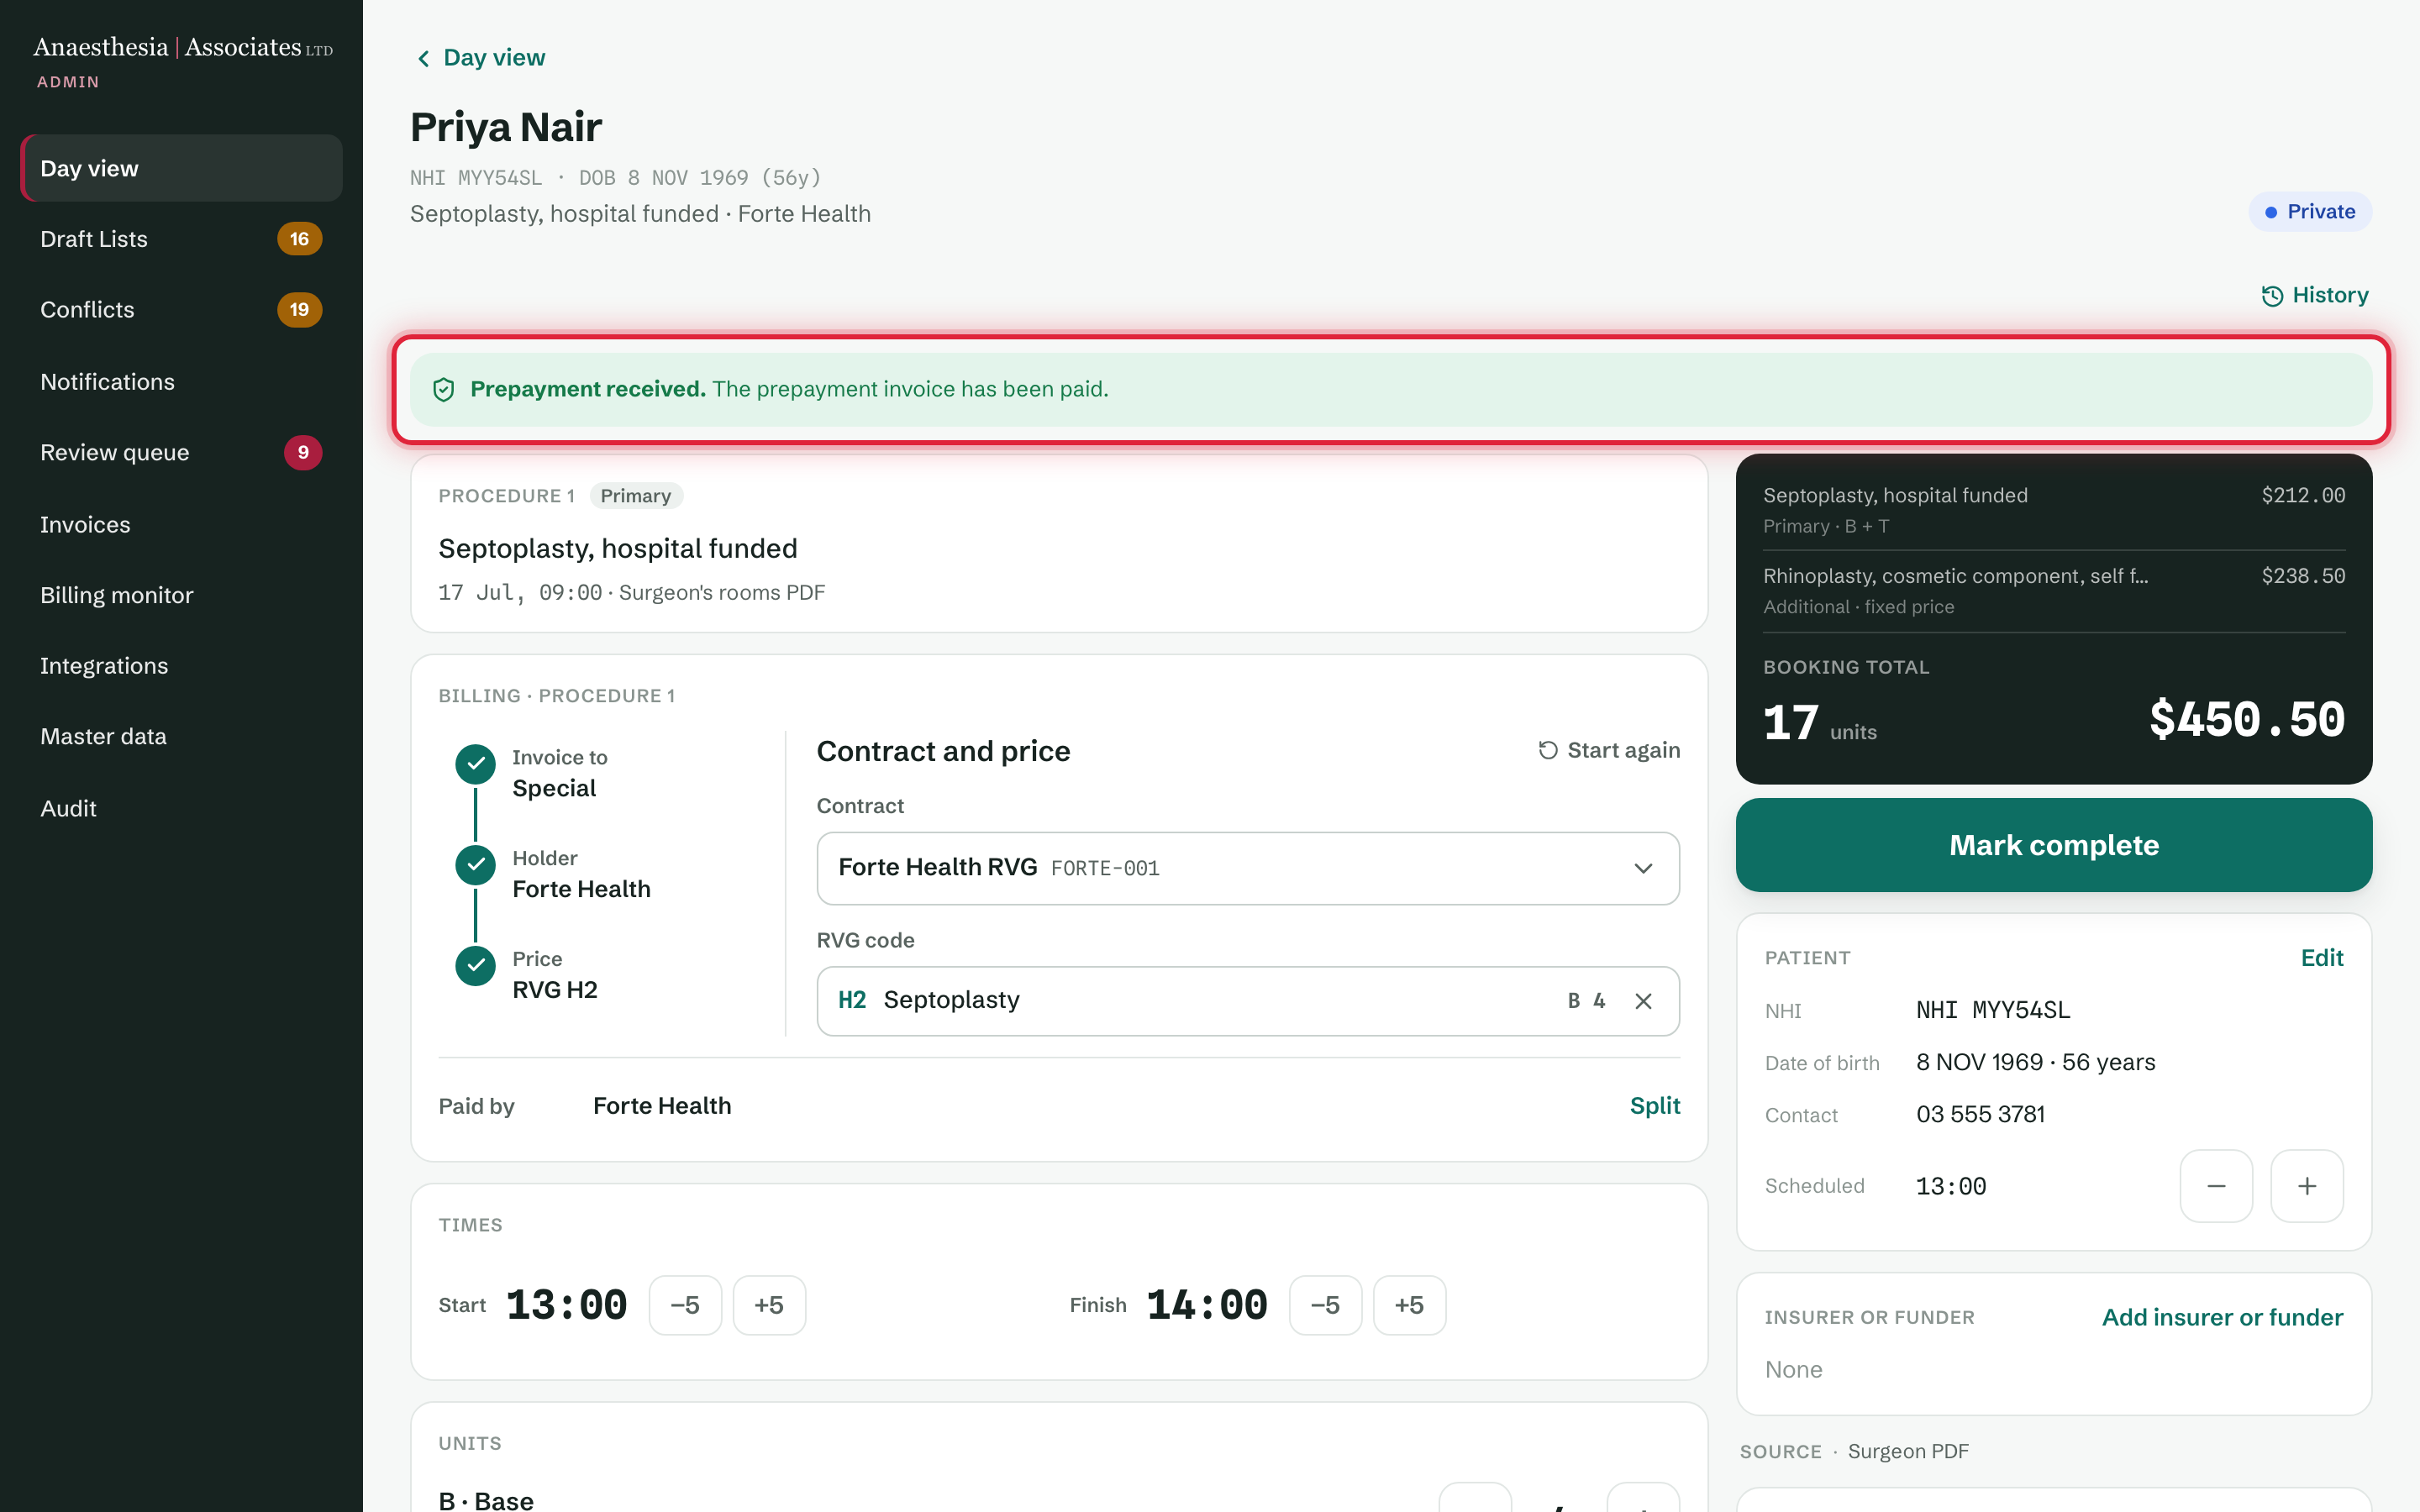 Anaesthesia | Associates LTD
ADMIN
Day view
Draft Lists 16
Conflicts 19
Notifications
Review queue 9
Invoices
Billing monitor
Integrations
Master data
Audit
Day view
Priya Nair
NHI MYY54SL · DOB 8 NOV 1969 (56y)
Septoplasty, hospital funded · Forte Health
Private
History
Prepayment received. The prepayment invoice has been paid.
PROCEDURE 1 Primary
Septoplasty, hospital funded
17 Jul, 09:00 · Surgeon's rooms PDF
BILLING · PROCEDURE 1
Invoice to
Special
Holder
Forte Health
Price
RVG H2
Contract and price
Start again
Contract
Forte Health RVG FORTE-001
RVG code
H2 Septoplasty B 4
Paid by Forte Health Split
TIMES
Start 13:00 −5 +5
Finish 14:00 −5 +5
UNITS
B · Base
Septoplasty, hospital funded $212.00
Primary · B + T
Rhinoplasty, cosmetic component, self f... $238.50
Additional · fixed price
BOOKING TOTAL
17 units $450.50
Mark complete
PATIENT Edit
NHI NHI MYY54SL
Date of birth 8 NOV 1969 · 56 years
Contact 03 555 3781
Scheduled 13:00 − +
INSURER OR FUNDER Add insurer or funder
None
SOURCE · Surgeon PDF